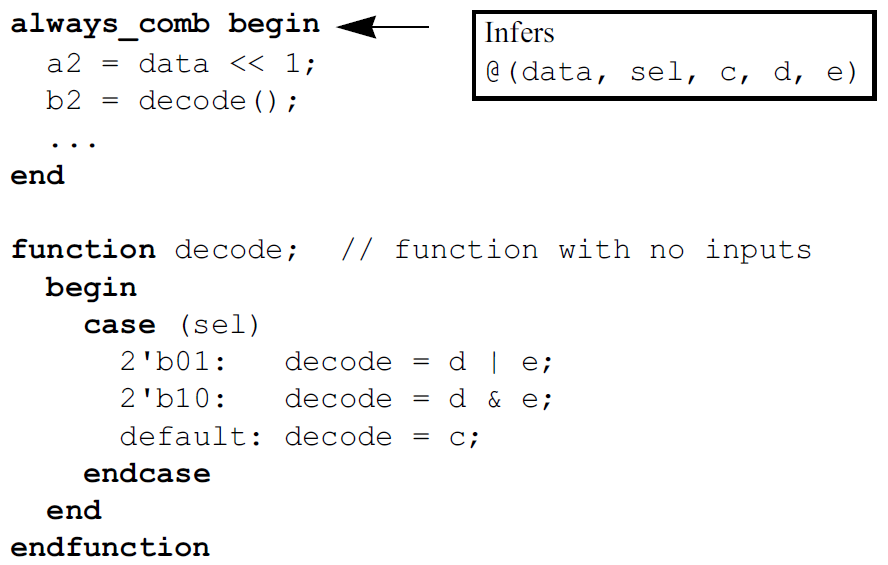 always_comb begin
Infers
@(data, sel, c, d, e)
a2 = data << 1;
b2 = decode();
...
end
function decode; // function with no inputs
begin
case (sel)
2'b01: decode = d | e;
2'b10: decode = d & e;
default: decode = c;
endcase
end
endfunction